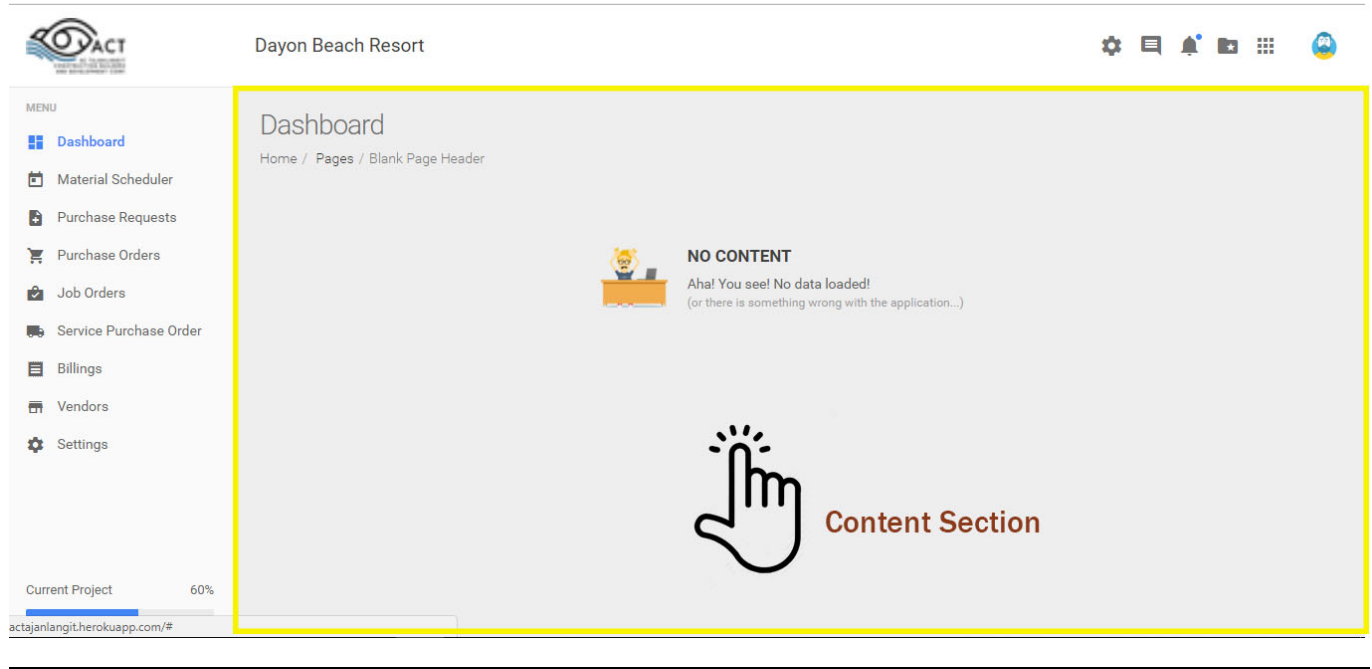 ACT
Dayon Beach Resort
MENU
Dashboard
Material Scheduler
Purchase Requests
Purchase Orders
Job Orders
Service Purchase Order
Billings
Vendors
Settings
Current Project 60%
actajanlangit.herokuapp.com/#
Dashboard
Home / Pages / Blank Page Header
NO CONTENT
Aha! You see! No data loaded!
(or there is something wrong with the application...)
Content Section